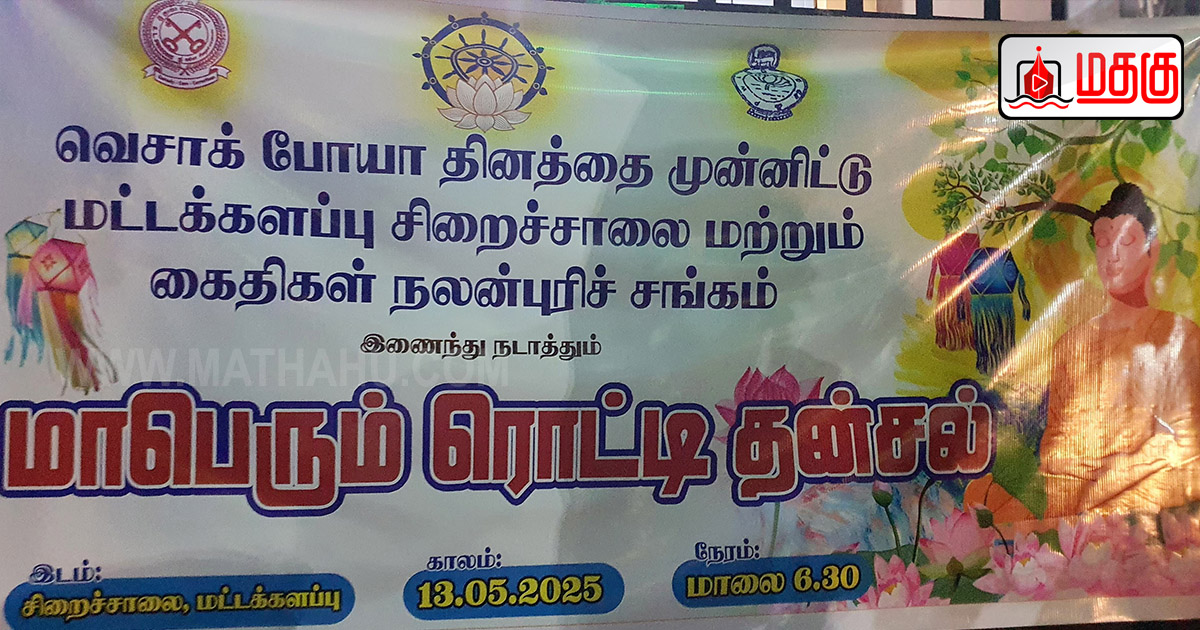 மதகு
வெசாக் போயா தினத்தை முன்னிட்டு
மட்டக்களப்பு சிறைச்சாலை மற்றும்
கைதிகள் நலன்புரிச் சங்கம்
இணைந்து நடாத்தும்
WWW.MATHAHU.COM
மாபெரும் ரொட்டி தன்சல்
இடம்:
சிறைச்சாலை, மட்டக்களப்பு
காலம்:
13.05.2025
நேரம்:
மாலை 6.30